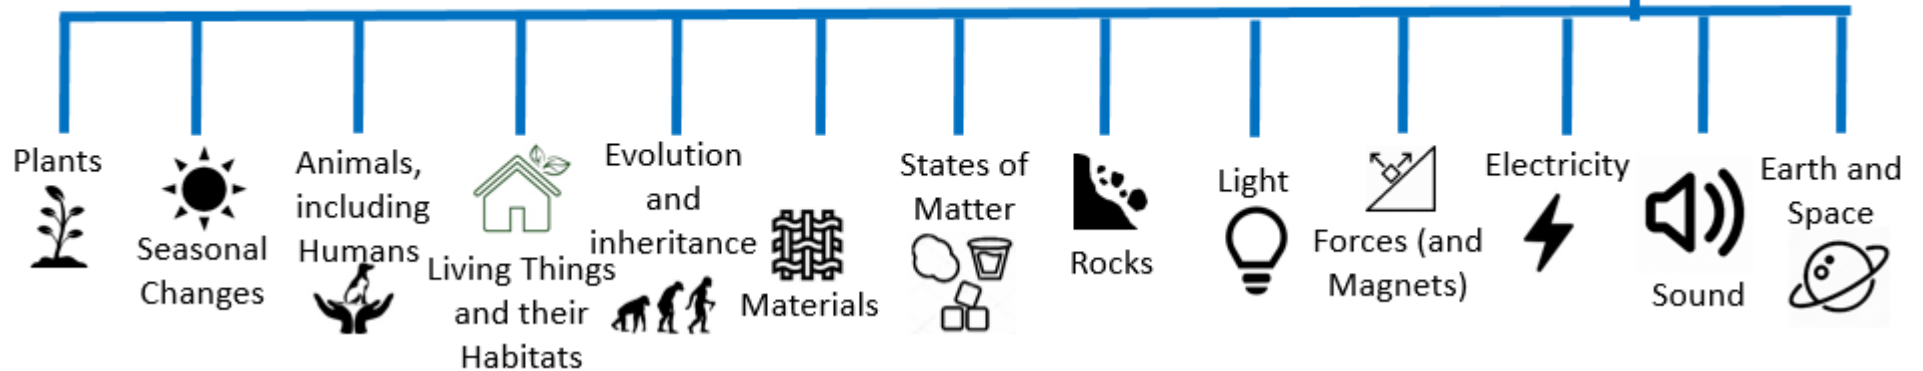 Plants
Seasonal
Changes
Animals,
including
Humans
Living Things
and their
Habitats
Evolution
and
inheritance
Materials
States of
Matter
Rocks
Light
Forces (and
Magnets)
Electricity
Sound
Earth and
Space